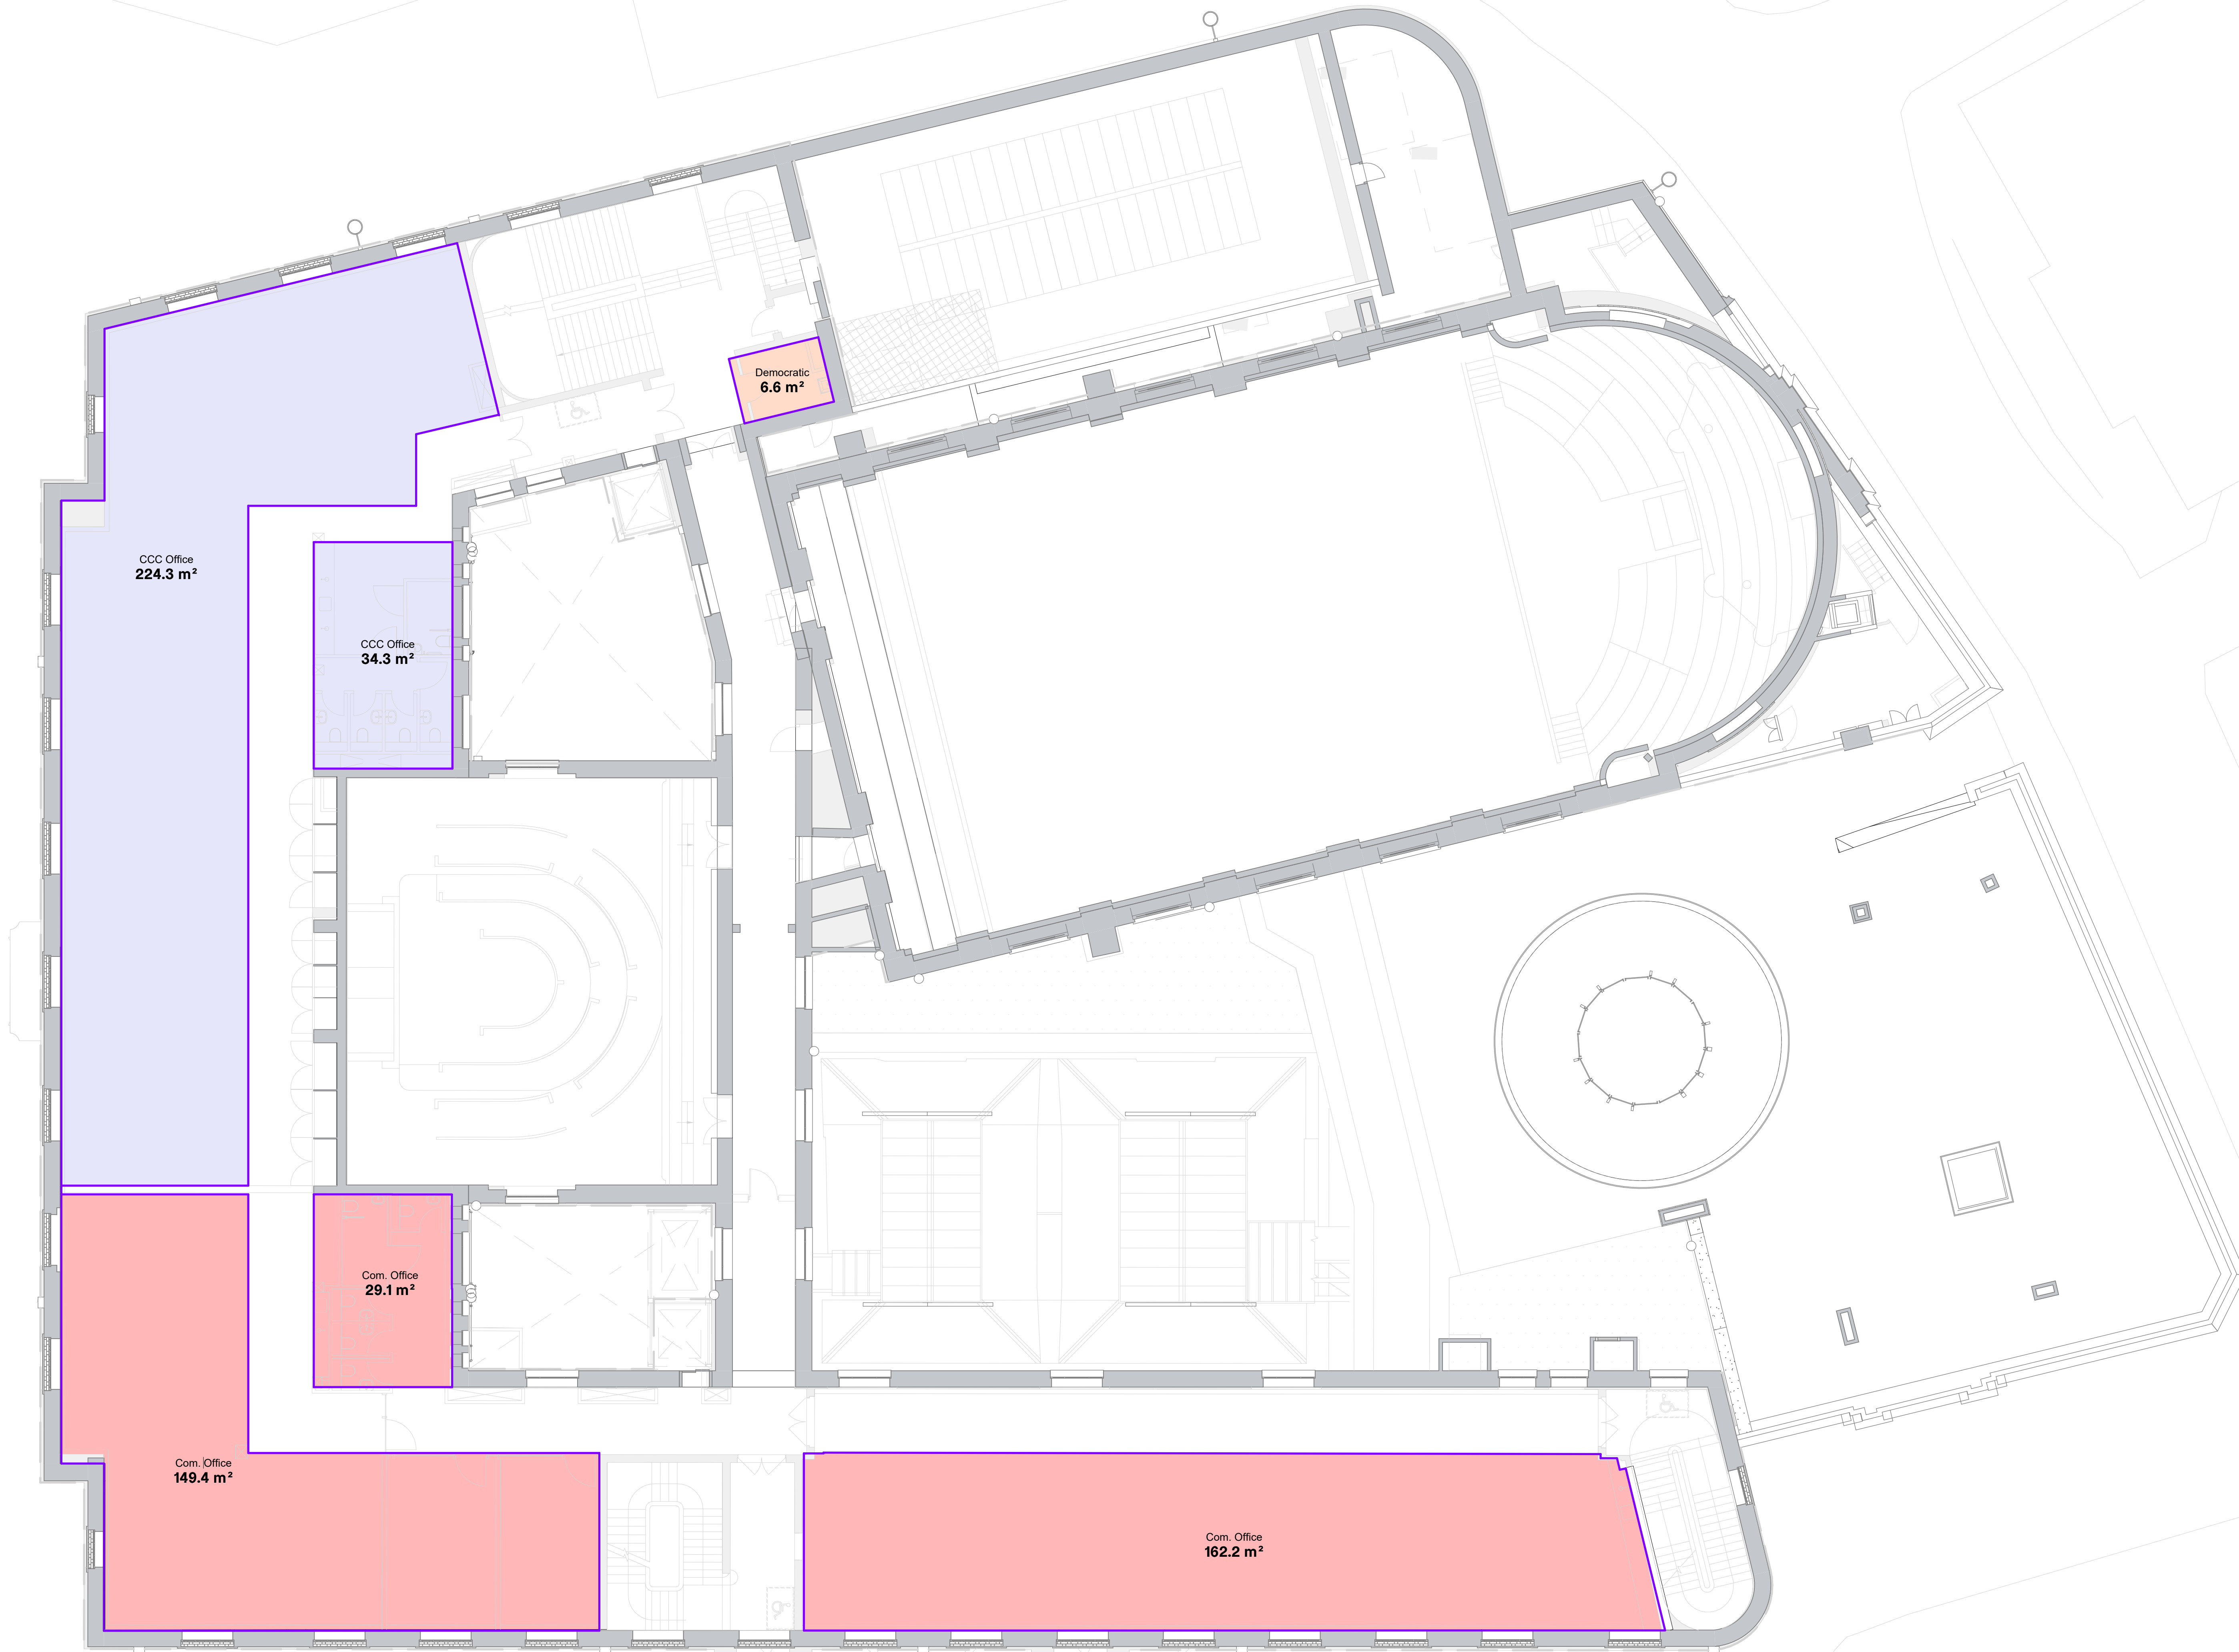 Democratic
6.6 m²
CCC Office
224.3 m²
CCC Office
34.3 m²
Com. Office
29.1 m²
Com. Office
149.4 m²
Com. Office
162.2 m²